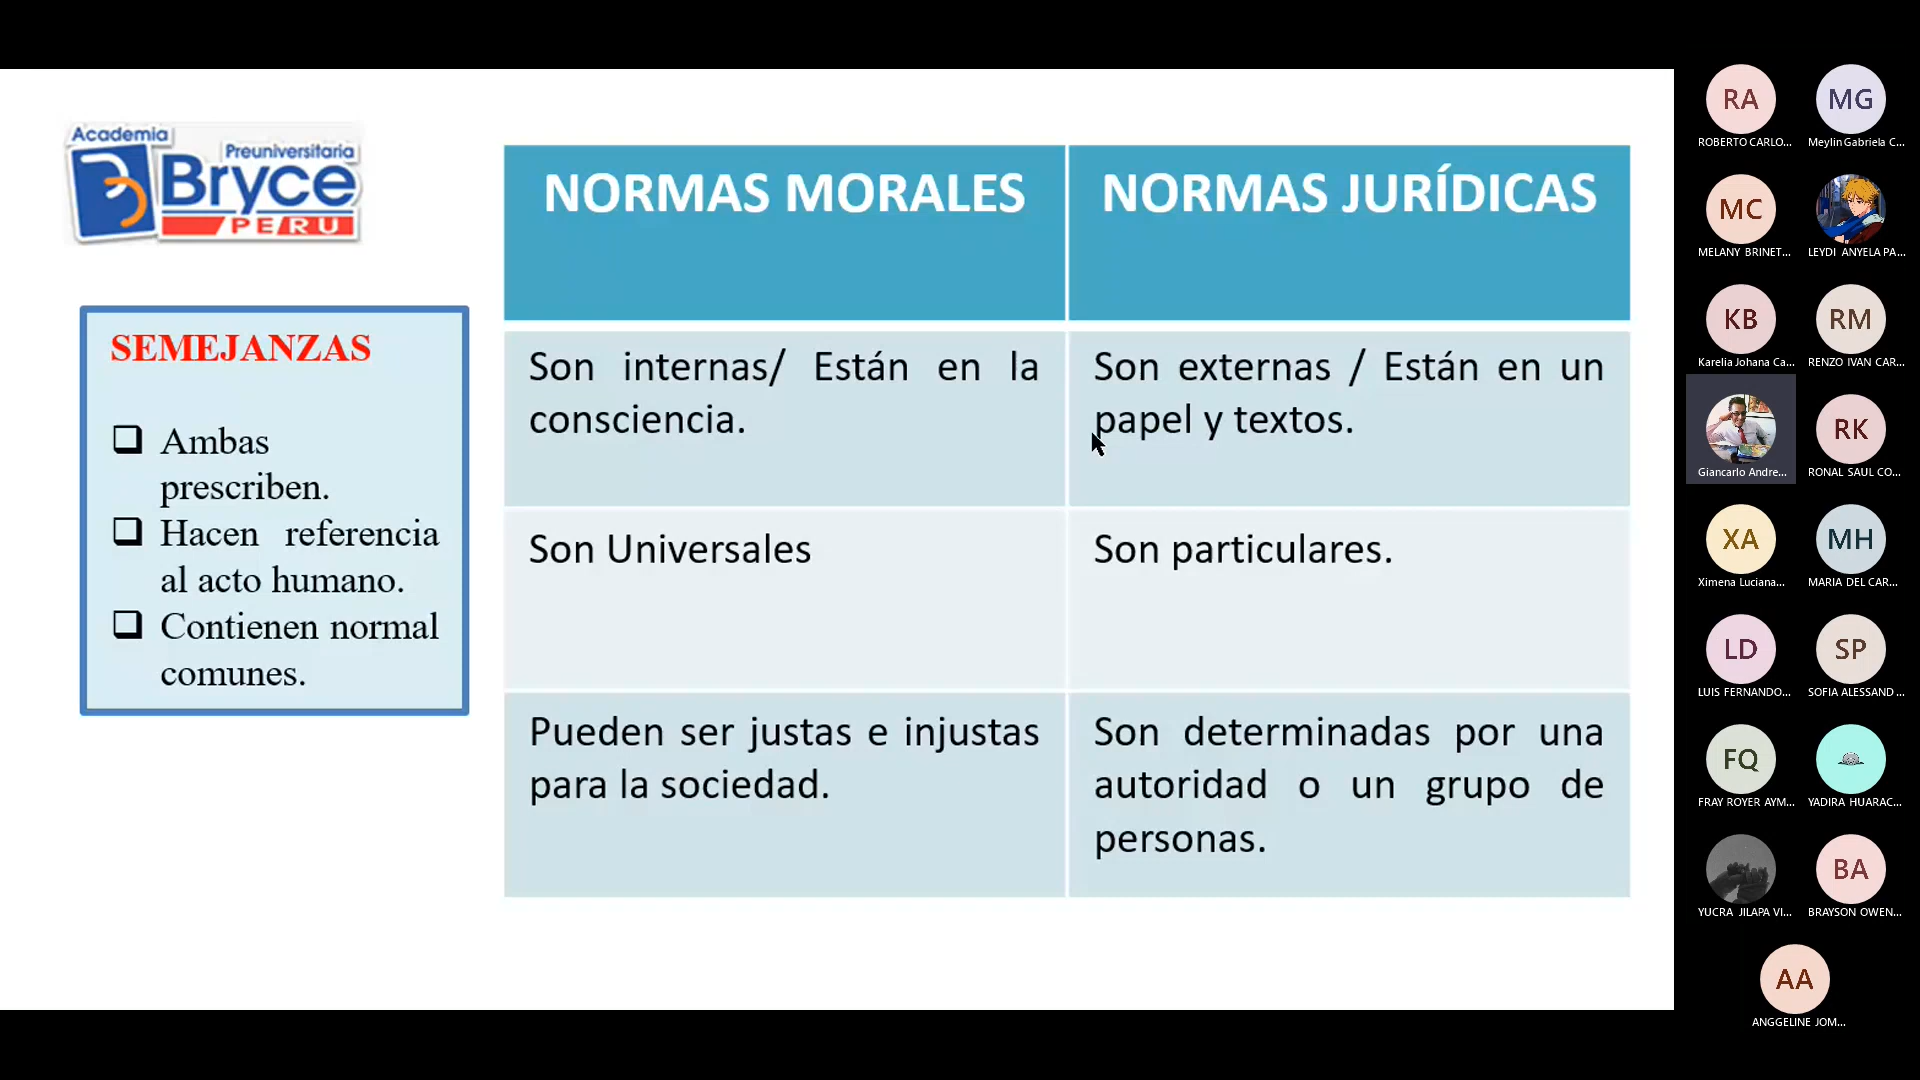 Academia
Preuniversitaria
Bryce
PERU
SEMEJANZAS
❑ Ambas
prescriben.
❑ Hacen referencia
al acto humano.
❑ Contienen normal
comunes.
NORMAS MORALES
NORMAS JURÍDICAS
Son internas/ Están en la
consciencia.
Son externas / Están en un
papel y textos.
Son Universales
Son particulares.
Pueden ser justas e injustas
para la sociedad.
Son determinadas por una
autoridad o un grupo de
personas.
RA
ROBERTO CARLO...
MG
Meylin Gabriela C...
MC
MELANY BRINET...
LEYDI ANYELA PA...
KB
Karelia Johana Ca...
RM
RENZO IVAN CAR...
Giancarlo Andre...
RK
RONAL SAUL CO...
XA
Ximena Luciana...
MH
MARIA DEL CAR...
LD
LUIS FERNANDO...
SP
SOFIA ALESSAND...
FQ
FRAY ROYER AYM...
YADIRA HUARAC...
YUCRA JILAPA VI...
BA
BRAYSON OWEN...
AA
ANGGELINE JOM...